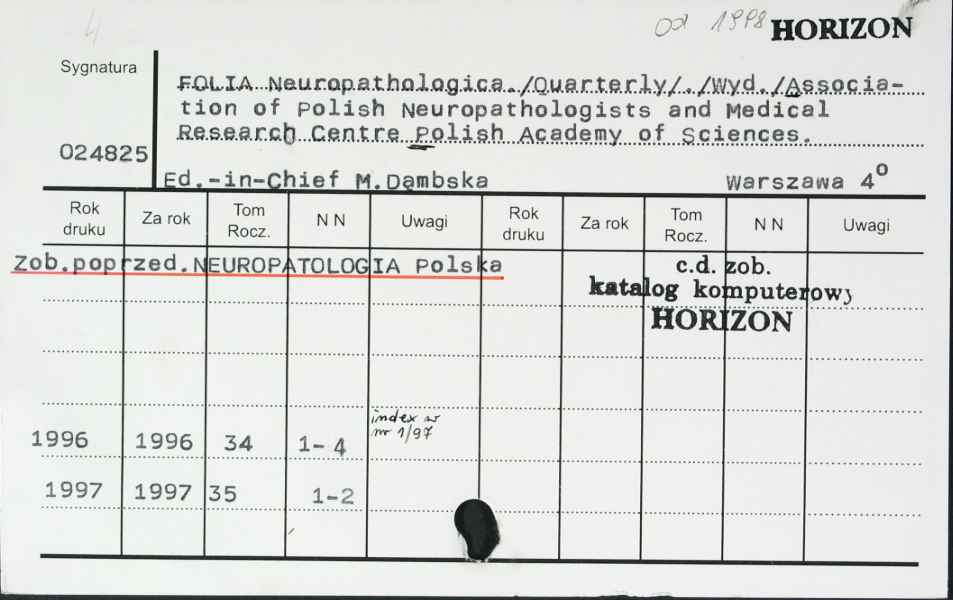 4
od 1998 HORIZON
Sygnatura
FOLIA Neuropathologica./Quarterly/./Wyd./Associa-
tion of Polish Neuropathologists and Medical
Research Centre Polish Academy of Sciences.
024825
Ed.-in-Chief M.Dąmbska Warszawa 4º
Rok druku Za rok Tom Rocz. N N Uwagi Rok druku Za rok Tom Rocz. N N Uwagi
Zob.poprzed.NEUROPATOLOGIA Polska
c.d. zob.
katalog komputerowy
HORIZON
index w
nr 1/97
1996 1996 34 1-4
1997 1997 35 1-2